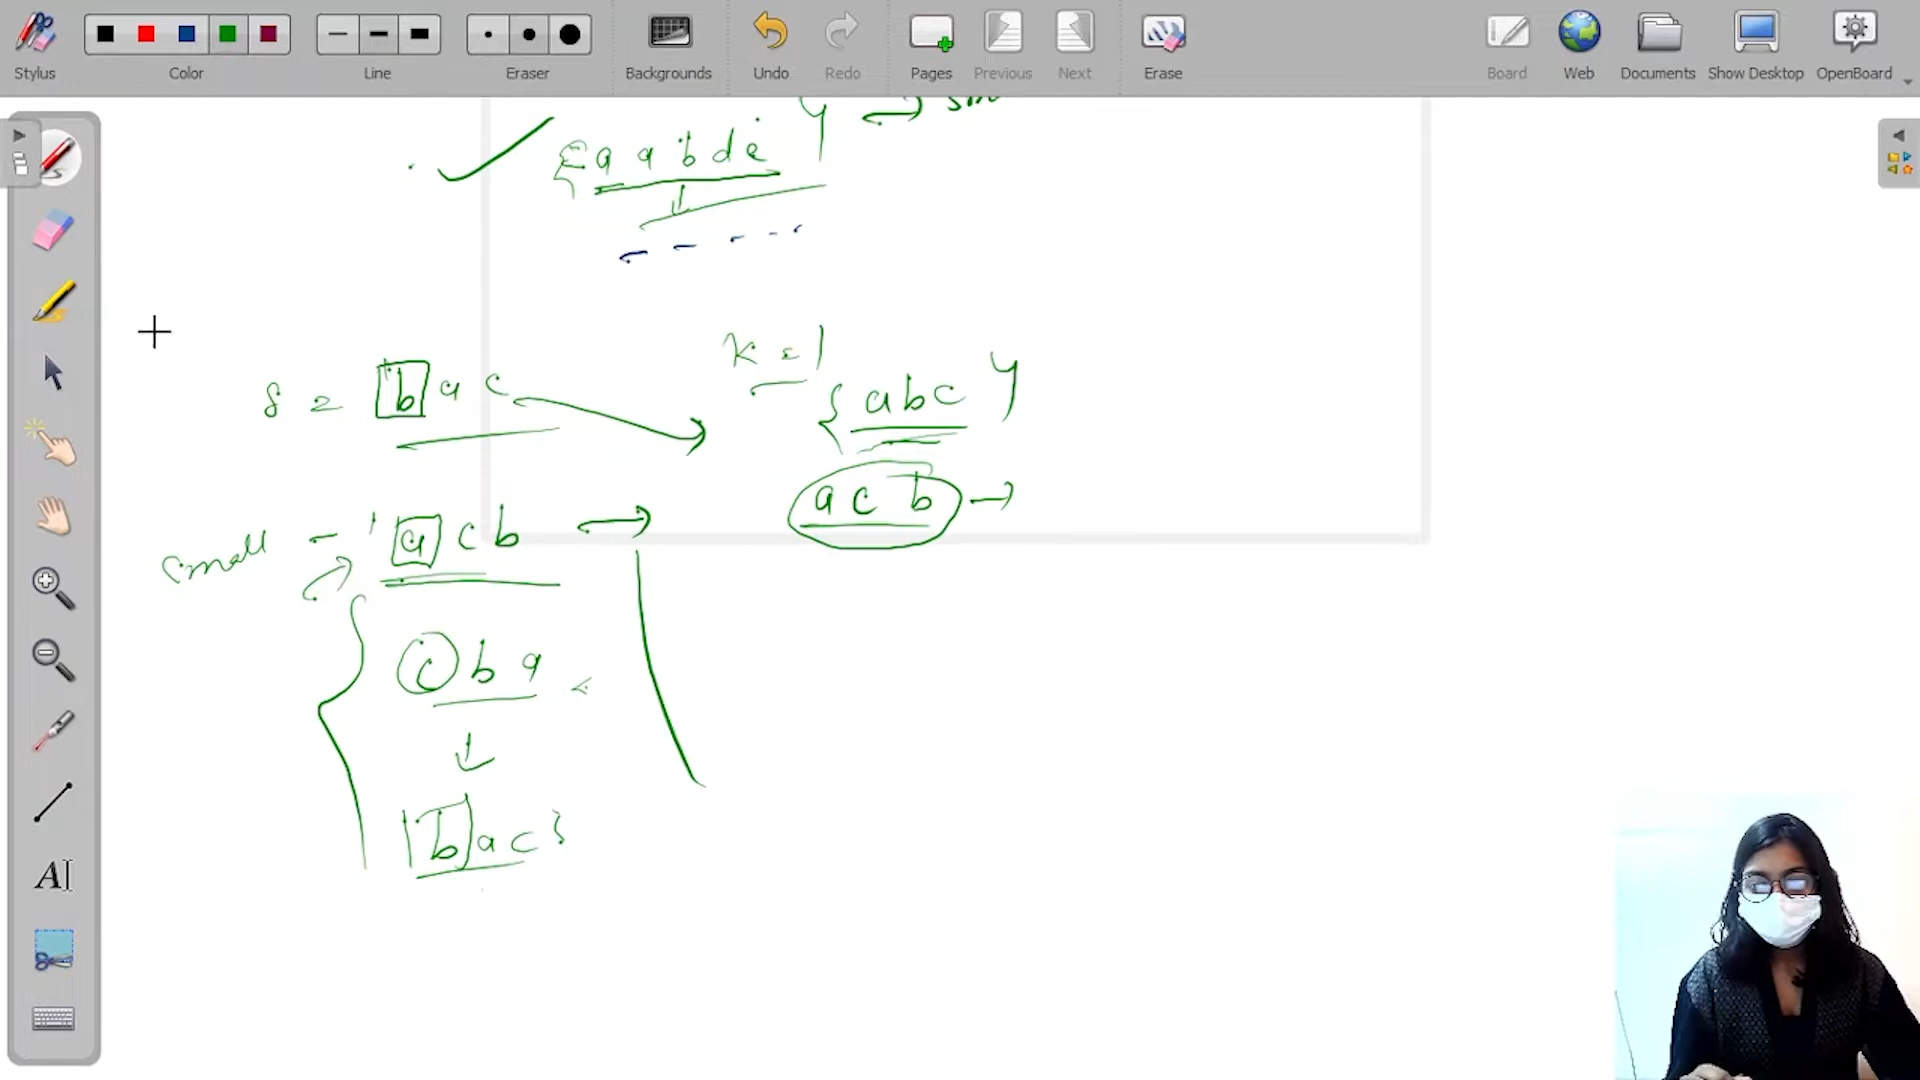 Stylus
Color
Line
Eraser
Backgrounds
Undo
Redo
Pages
Previous
Next
Erase
Board
Web
Documents
Show Desktop
OpenBoard
{ a a b d e }
K = 1
S = b a c
{ a b c }
a c b
small - a c b
c b a
b a c
A